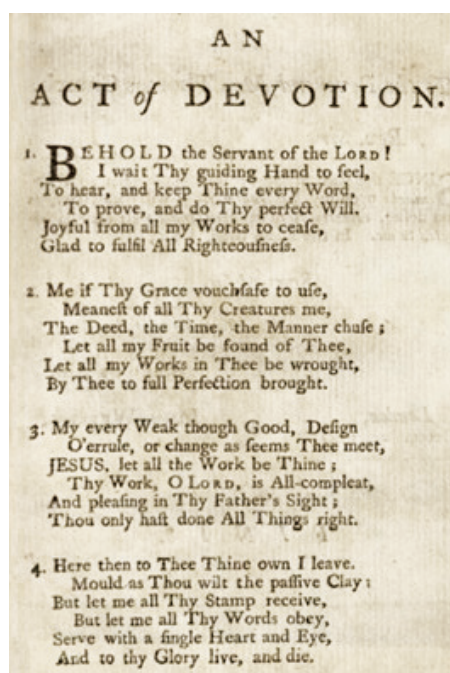 AN
ACT of DEVOTION.
1. BEHOLD the Servant of the LORD!
I wait Thy guiding Hand to feel,
To hear, and keep Thine every Word,
To prove, and do Thy perfect Will.
Joyful from all my Works to ceaſe,
Glad to fulfil All Righteouſneſs.
2. Me if Thy Grace vouchſafe to uſe,
Meaneſt of all Thy Creatures me,
The Deed, the Time, the Manner chuſe;
Let all my Fruit be found of Thee,
Let all my Works in Thee be wrought,
By Thee to full Perfection brought.
3. My every Weak though Good, Deſign
O'errule, or change as ſeems Thee meet,
JESUS, let all the Work be Thine;
Thy Work, O LORD, is All-compleat,
And pleaſing in Thy Father's Sight;
Thou only haſt done All Things right.
4. Here then to Thee Thine own I leave.
Mould as Thou wilt the paſſive Clay:
But let me all Thy Stamp receive,
But let me all Thy Words obey,
Serve with a ſingle Heart and Eye,
And to thy Glory live, and die.